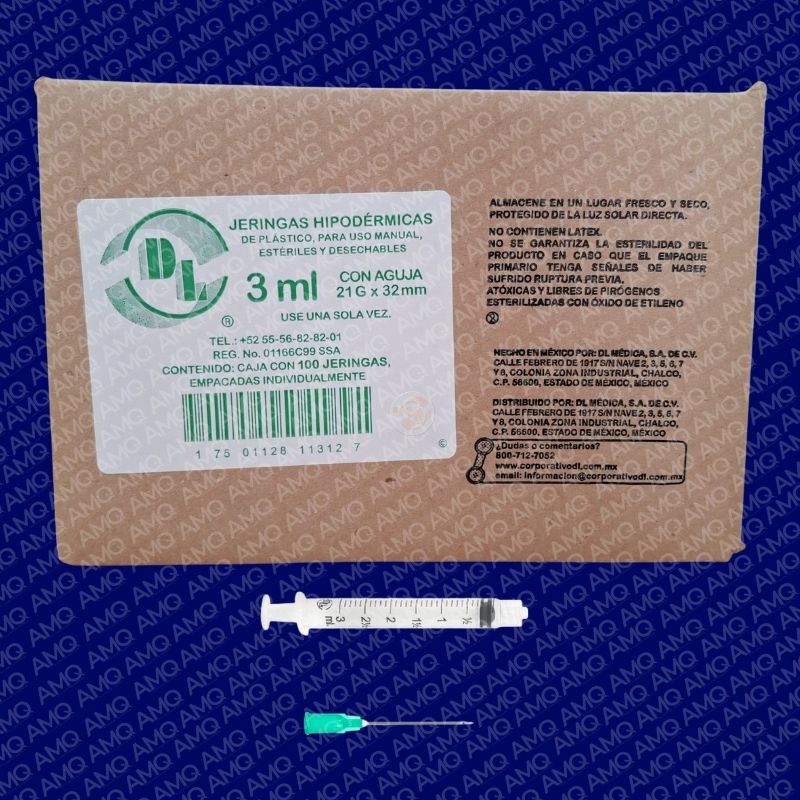 DL
®
JERINGAS HIPODÉRMICAS
DE PLÁSTICO, PARA USO MANUAL,
ESTÉRILES Y DESECHABLES
3 ml CON AGUJA
21 G x 32mm
USE UNA SOLA VEZ.
TEL.: +52 55-56-82-82-01
REG. No. 01166C99 SSA
CONTENIDO: CAJA CON 100 JERINGAS,
EMPACADAS INDIVIDUALMENTE
1 75 01128 11312 7
©
ALMACENE EN UN LUGAR FRESCO Y SECO,
PROTEGIDO DE LA LUZ SOLAR DIRECTA.
NO CONTIENEN LATEX.
NO SE GARANTIZA LA ESTERILIDAD DEL
PRODUCTO EN CASO QUE EL EMPAQUE
PRIMARIO TENGA SEÑALES DE HABER
SUFRIDO RUPTURA PREVIA.
ATÓXICAS Y LIBRES DE PIRÓGENOS
ESTERILIZADAS CON ÓXIDO DE ETILENO
HECHO EN MÉXICO POR: DL MÉDICA, S.A. DE C.V.
CALLE FEBRERO DE 1917 S/N NAVE 2, 3, 5, 6, 7
Y 8, COLONIA ZONA INDUSTRIAL, CHALCO,
C.P. 56600, ESTADO DE MÉXICO, MÉXICO
DISTRIBUIDO POR: DL MÉDICA, S.A. DE C.V.
CALLE FEBRERO DE 1917 S/N NAVE 2, 3, 5, 6, 7
Y 8, COLONIA ZONA INDUSTRIAL, CHALCO,
C.P. 56600, ESTADO DE MÉXICO, MÉXICO
¿Dudas o comentarios?
800-712-7052
www.corporativodl.com.mx
email: informacion@corporativodl.com.mx
ml 3 2½ 2 1½ 1 ½
AMQ